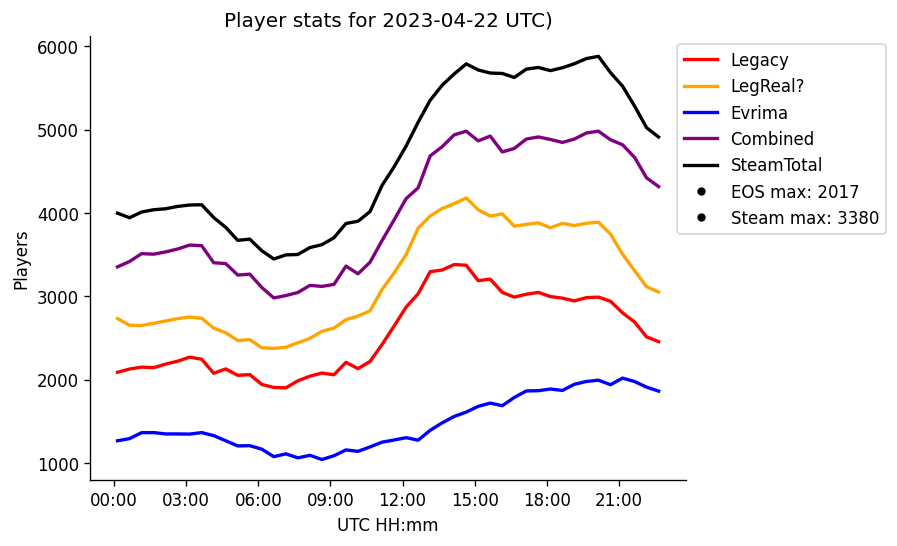 Player stats for 2023-04-22 UTC)
6000
5000
4000
3000
2000
1000
Players
00:00 03:00 06:00 09:00 12:00 15:00 18:00 21:00
UTC HH:mm
Legacy
LegReal?
Evrima
Combined
SteamTotal
EOS max: 2017
Steam max: 3380